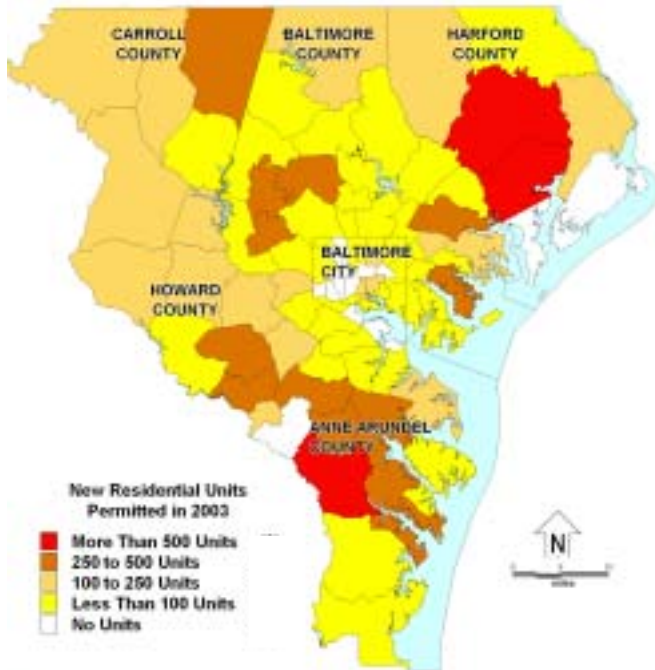 CARROLL
COUNTY
BALTIMORE
COUNTY
HARFORD
COUNTY
BALTIMORE
CITY
HOWARD
COUNTY
ANNE ARUNDEL
COUNTY
New Residential Units
Permitted in 2003
More Than 500 Units
250 to 500 Units
100 to 250 Units
Less Than 100 Units
No Units
N